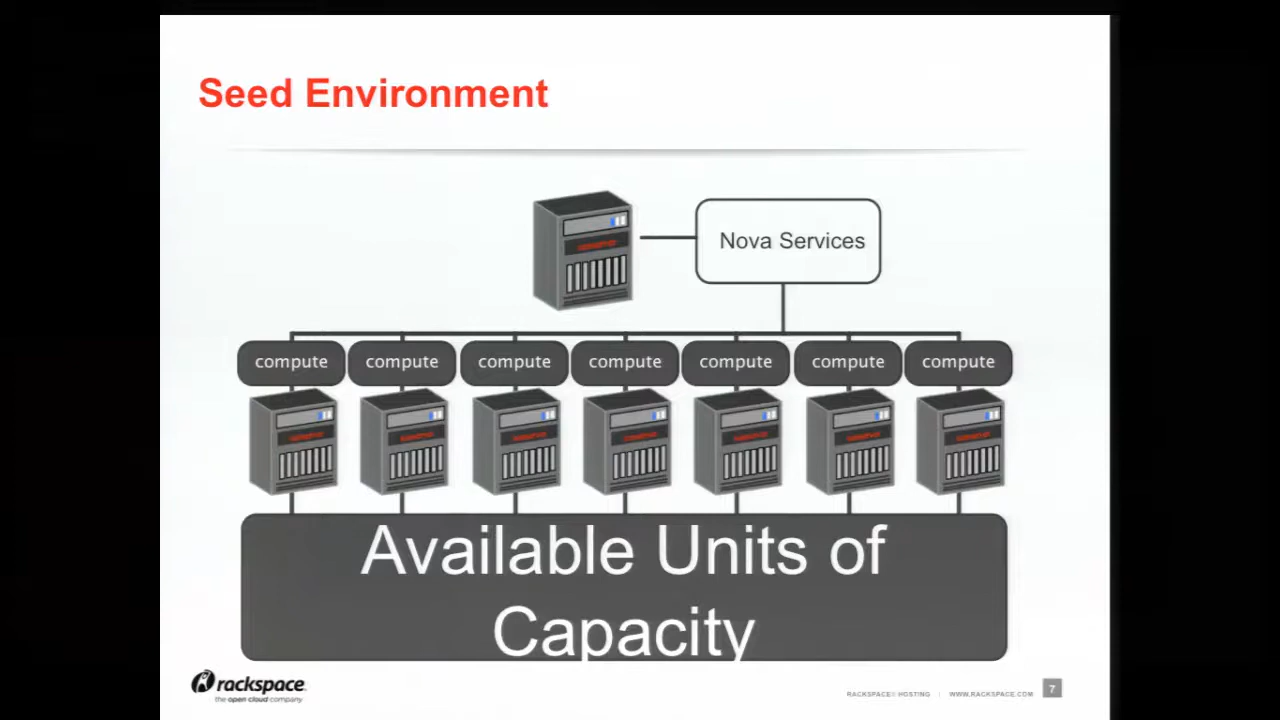 Seed Environment
Nova Services
compute compute compute compute compute compute compute
Available Units of
Capacity
rackspace
the open cloud company
RACKSPACE® HOSTING | WWW.RACKSPACE.COM 7